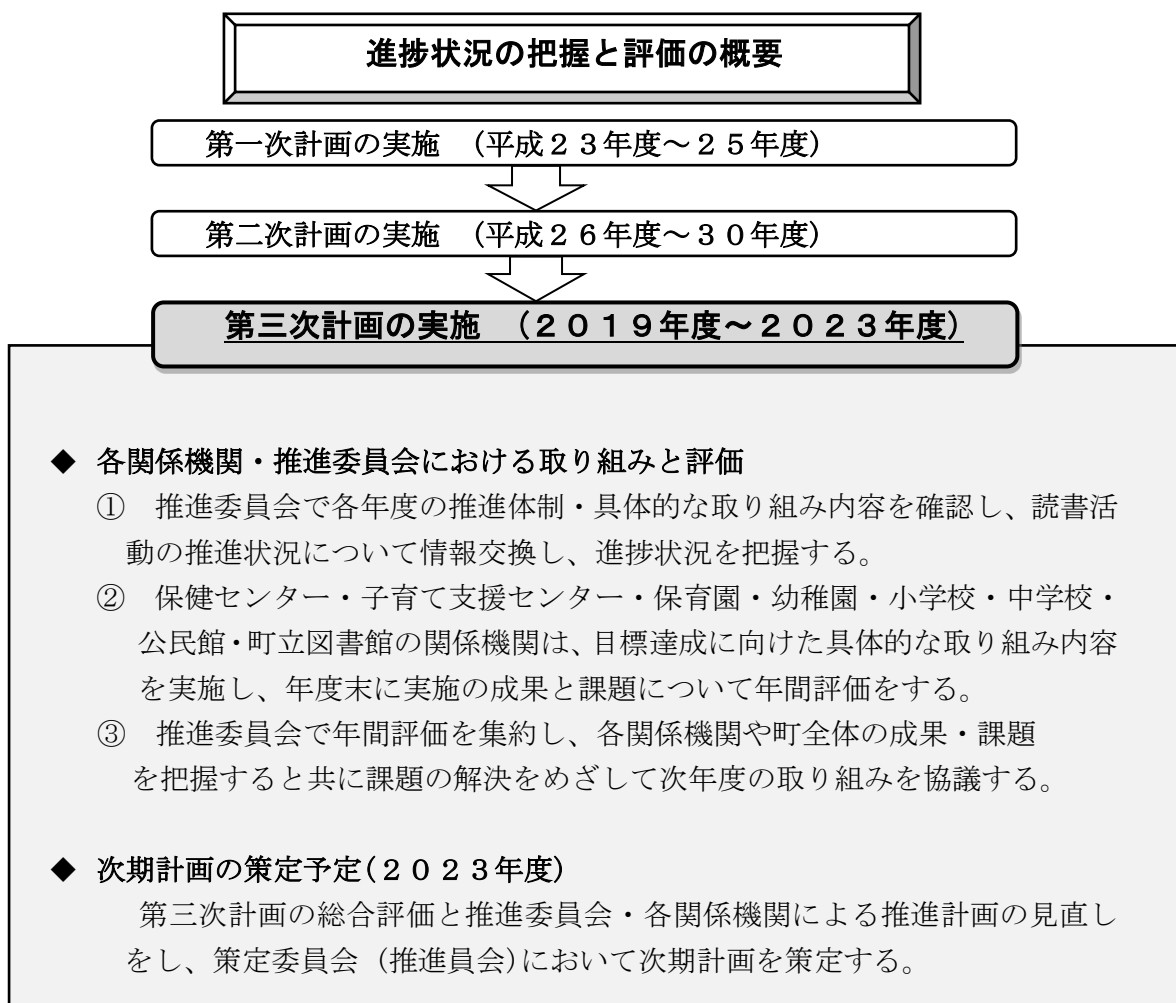 進捗状況の把握と評価の概要
第一次計画の実施　(平成２３年度～２５年度)
第二次計画の実施　(平成２６年度～３０年度)
第三次計画の実施　(２０１９年度～２０２３年度)
◆ 各関係機関・推進委員会における取り組みと評価
①　推進委員会で各年度の推進体制・具体的な取り組み内容を確認し、読書活
動の推進状況について情報交換し、進捗状況を把握する。
②　保健センター・子育て支援センター・保育園・幼稚園・小学校・中学校・
公民館・町立図書館の関係機関は、目標達成に向けた具体的な取り組み内容
を実施し、年度末に実施の成果と課題について年間評価をする。
③　推進委員会で年間評価を集約し、各関係機関や町全体の成果・課題
を把握すると共に課題の解決をめざして次年度の取り組みを協議する。
◆ 次期計画の策定予定(２０２３年度)
第三次計画の総合評価と推進委員会・各関係機関による推進計画の見直し
をし、策定委員会（推進員会)において次期計画を策定する。